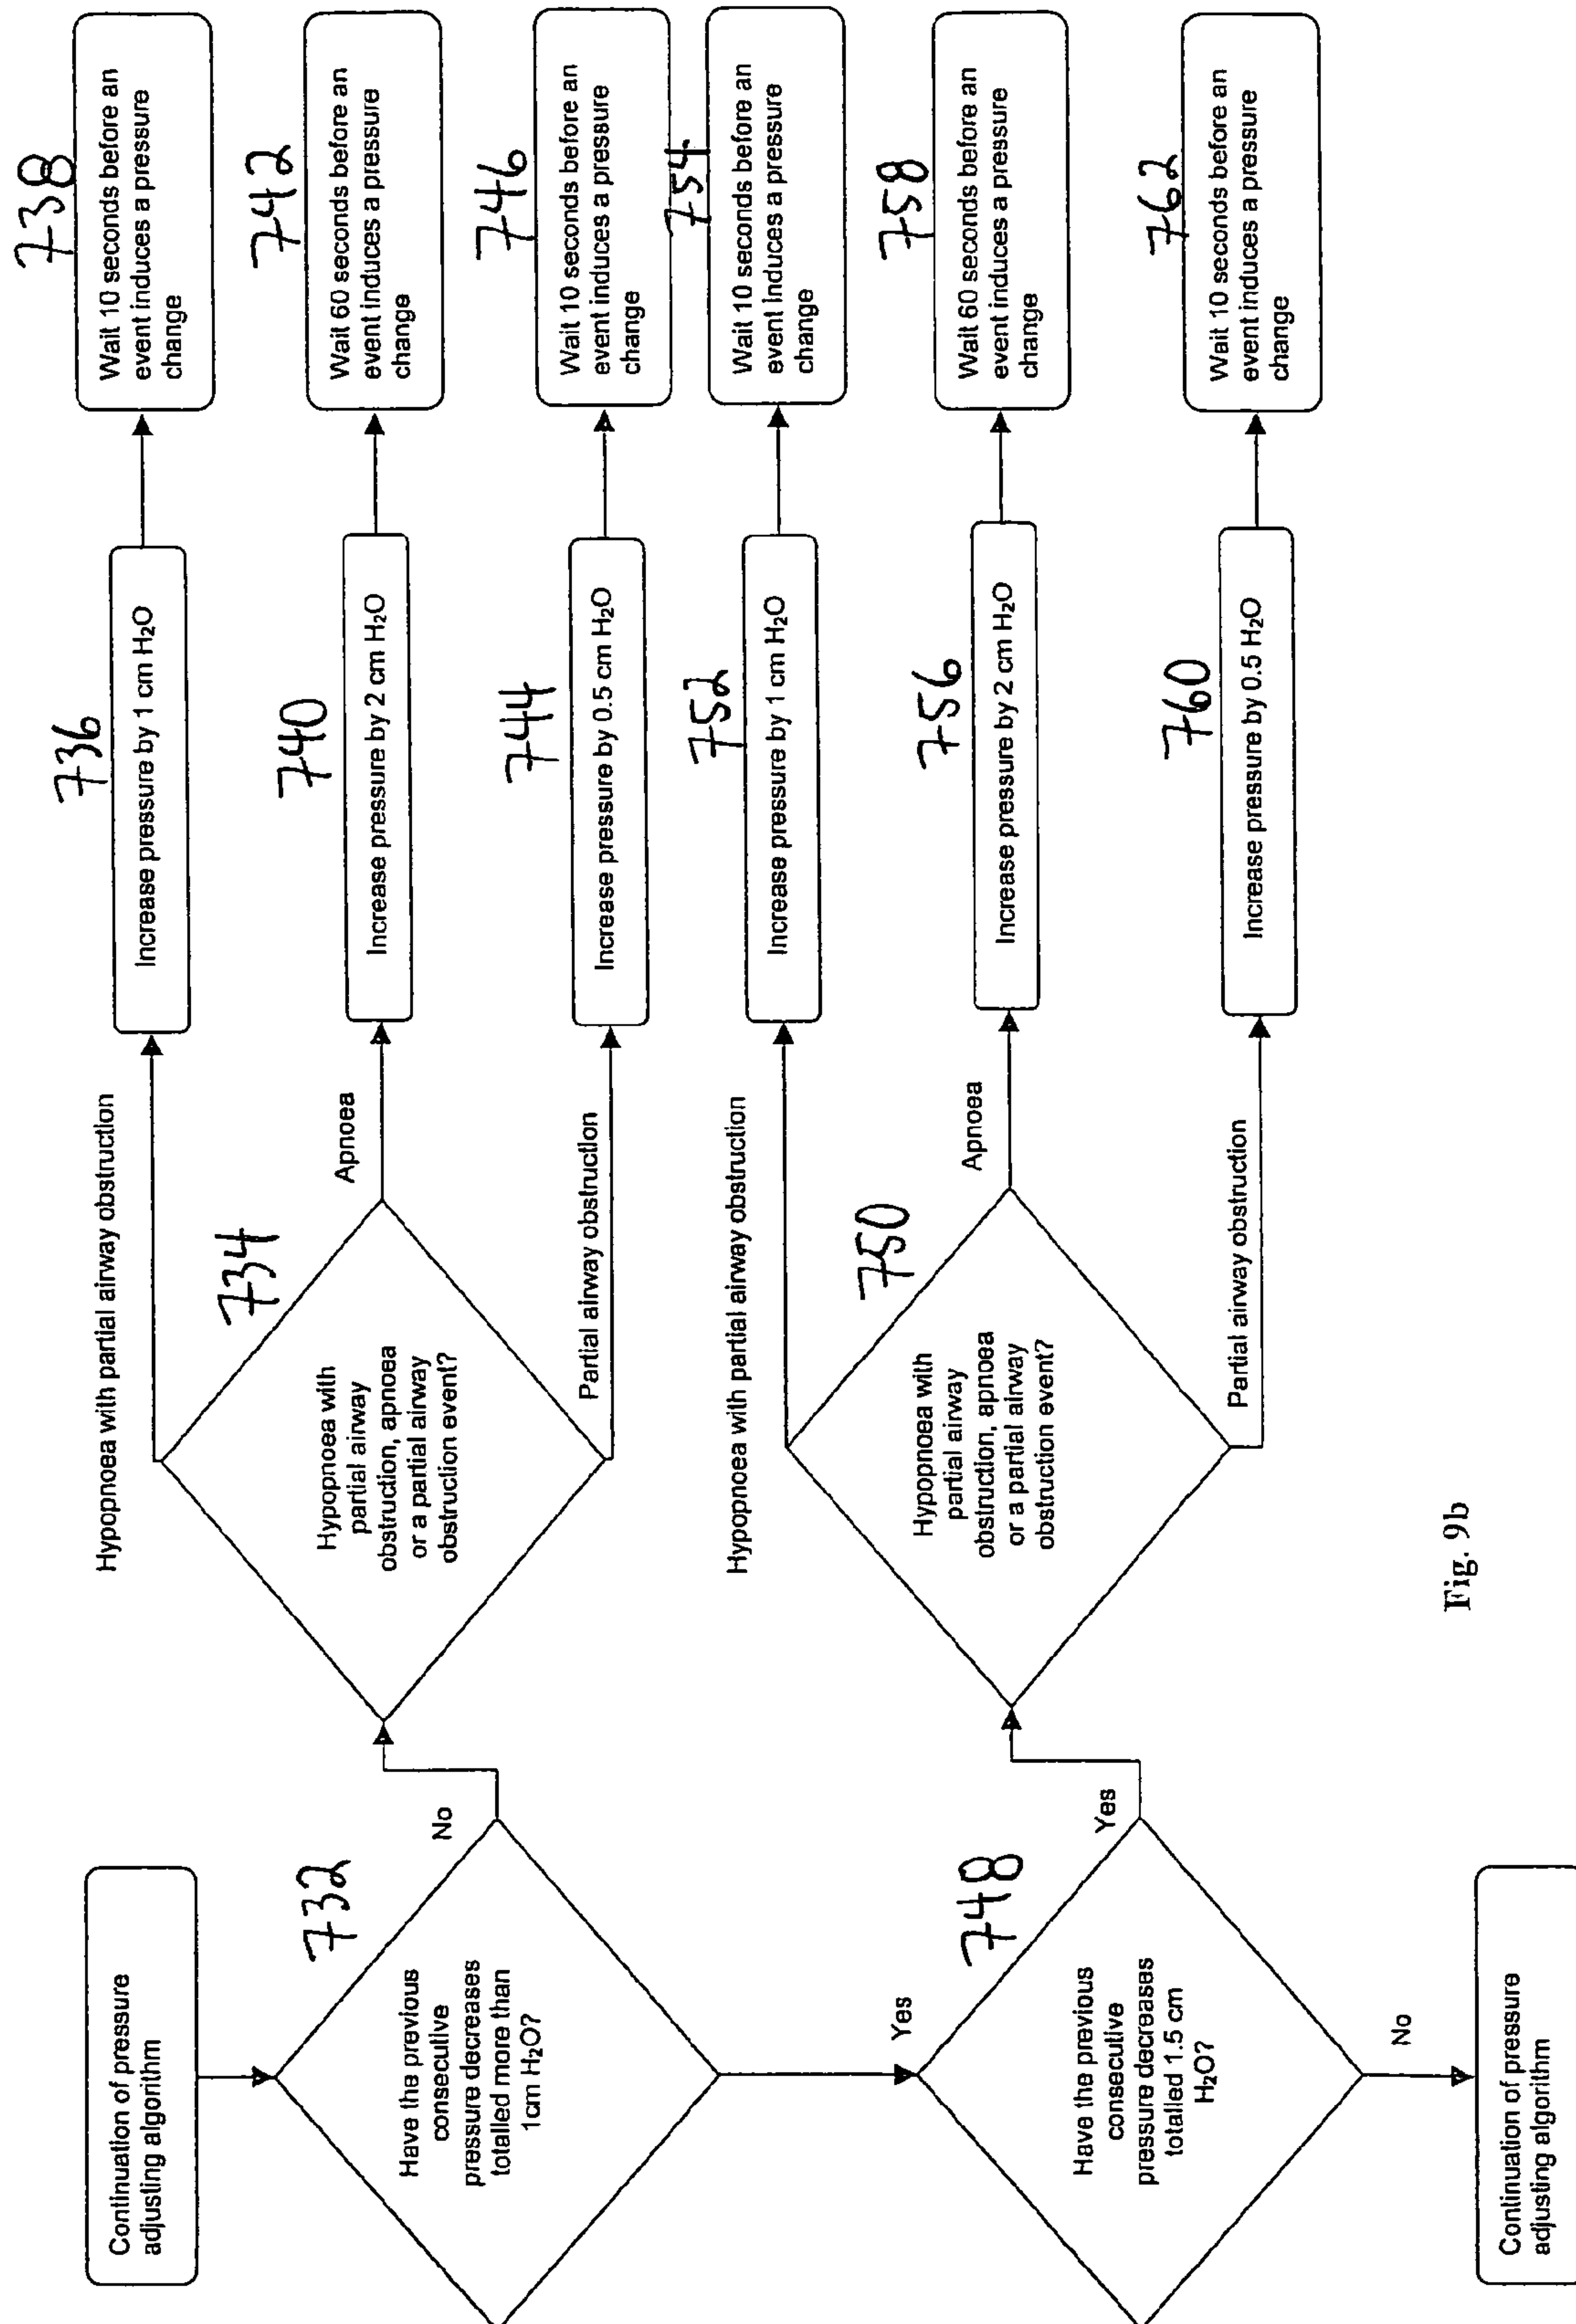 Continuation of pressure
adjusting algorithm
732
Have the previous
consecutive
pressure decreases
totalled more than
1cm H₂O?
No
Yes
734
Hypopnoea with
partial airway
obstruction, apnoea
or a partial airway
obstruction event?
Hypopnoea with partial airway obstruction
736
Increase pressure by 1 cm H₂O
738
Wait 10 seconds before an
event induces a pressure
change
Apnoea
740
Increase pressure by 2 cm H₂O
742
Wait 60 seconds before an
event induces a pressure
change
Partial airway obstruction
744
Increase pressure by 0.5 cm H₂O
746
Wait 10 seconds before an
event induces a pressure
change
748
Have the previous
consecutive
pressure decreases
totalled 1.5 cm
H₂O?
Yes
No
750
Hypopnoea with
partial airway
obstruction, apnoea
or a partial airway
obstruction event?
Hypopnoea with partial airway obstruction
752
Increase pressure by 1 cm H₂O
754
Wait 10 seconds before an
event induces a pressure
change
Apnoea
756
Increase pressure by 2 cm H₂O
758
Wait 60 seconds before an
event induces a pressure
change
Partial airway obstruction
760
Increase pressure by 0.5 H₂O
762
Wait 10 seconds before an
event induces a pressure
change
Continuation of pressure
adjusting algorithm
Fig. 9b